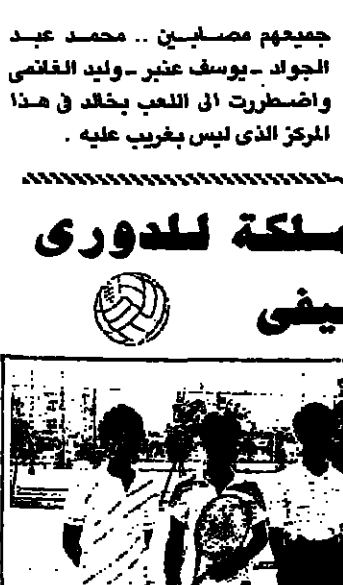 جميعهم مصابين .. محمد عبد
الجواد - يوسف عنبر - وليد الغانمى
واضطررت الى اللعب بخالد فى هذا
المركز الذى ليس بغريب عليه .
ملكة للدورى
يفى